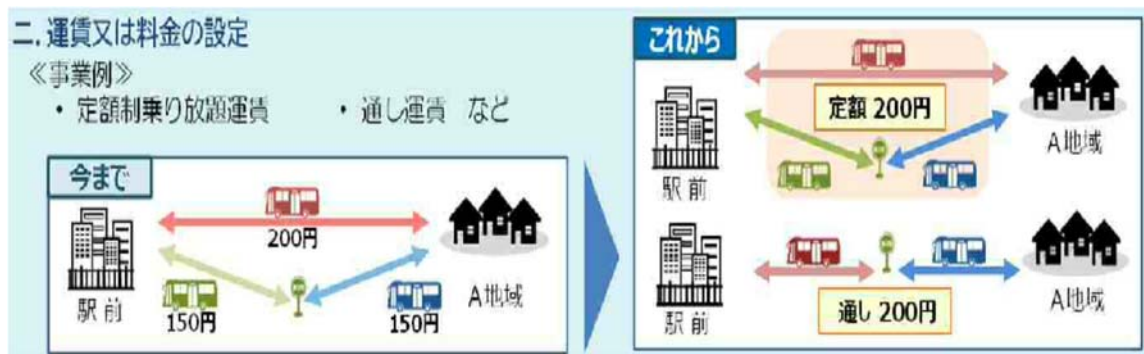 二. 運賃又は料金の設定
≪事業例≫
・ 定額制乗り放題運賃 ・ 通し運賃 など
今まで
200円
駅 前
150円
150円
A地域
これから
定額 200円
駅 前
A地域
通し 200円
駅 前
A地域